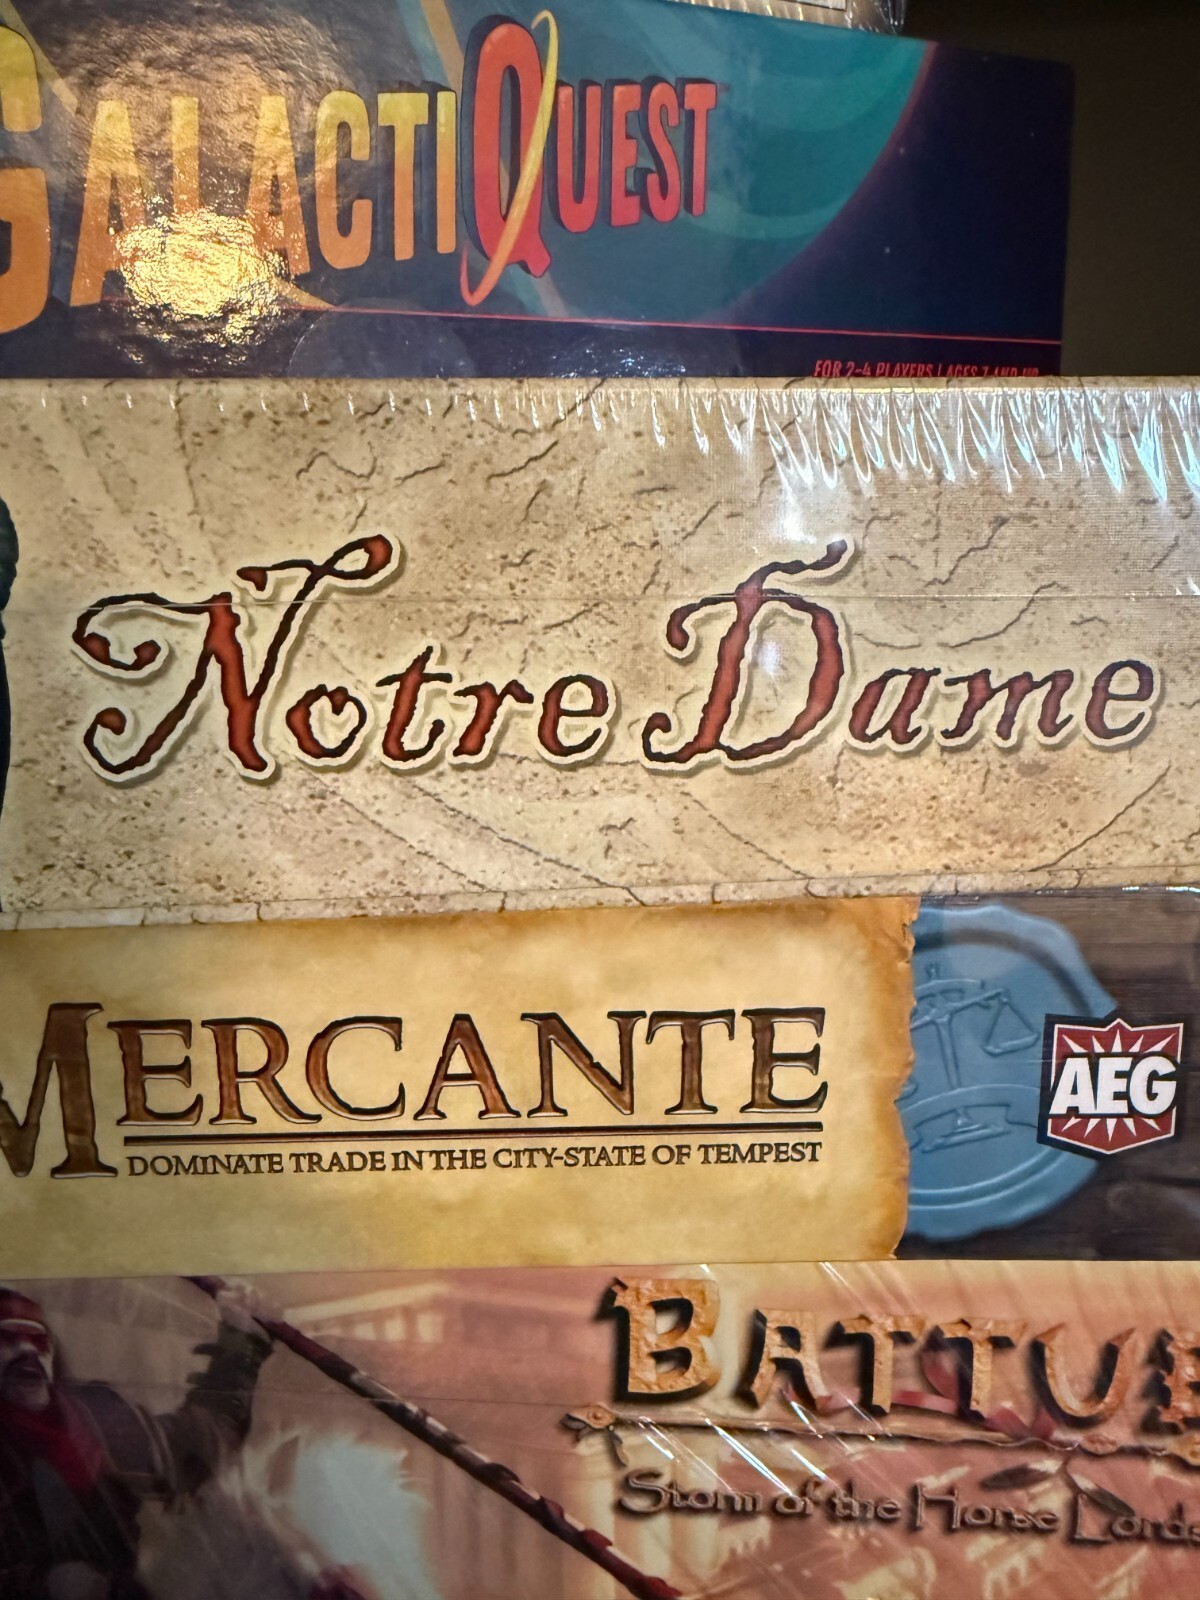 GALACTIQUEST
FOR 2-4 PLAYERS | AGES 7 AND UP
Notre Dame
MERCANTE
DOMINATE TRADE IN THE CITY-STATE OF TEMPEST
AEG
BATTLE
Storm of the Horse Lords